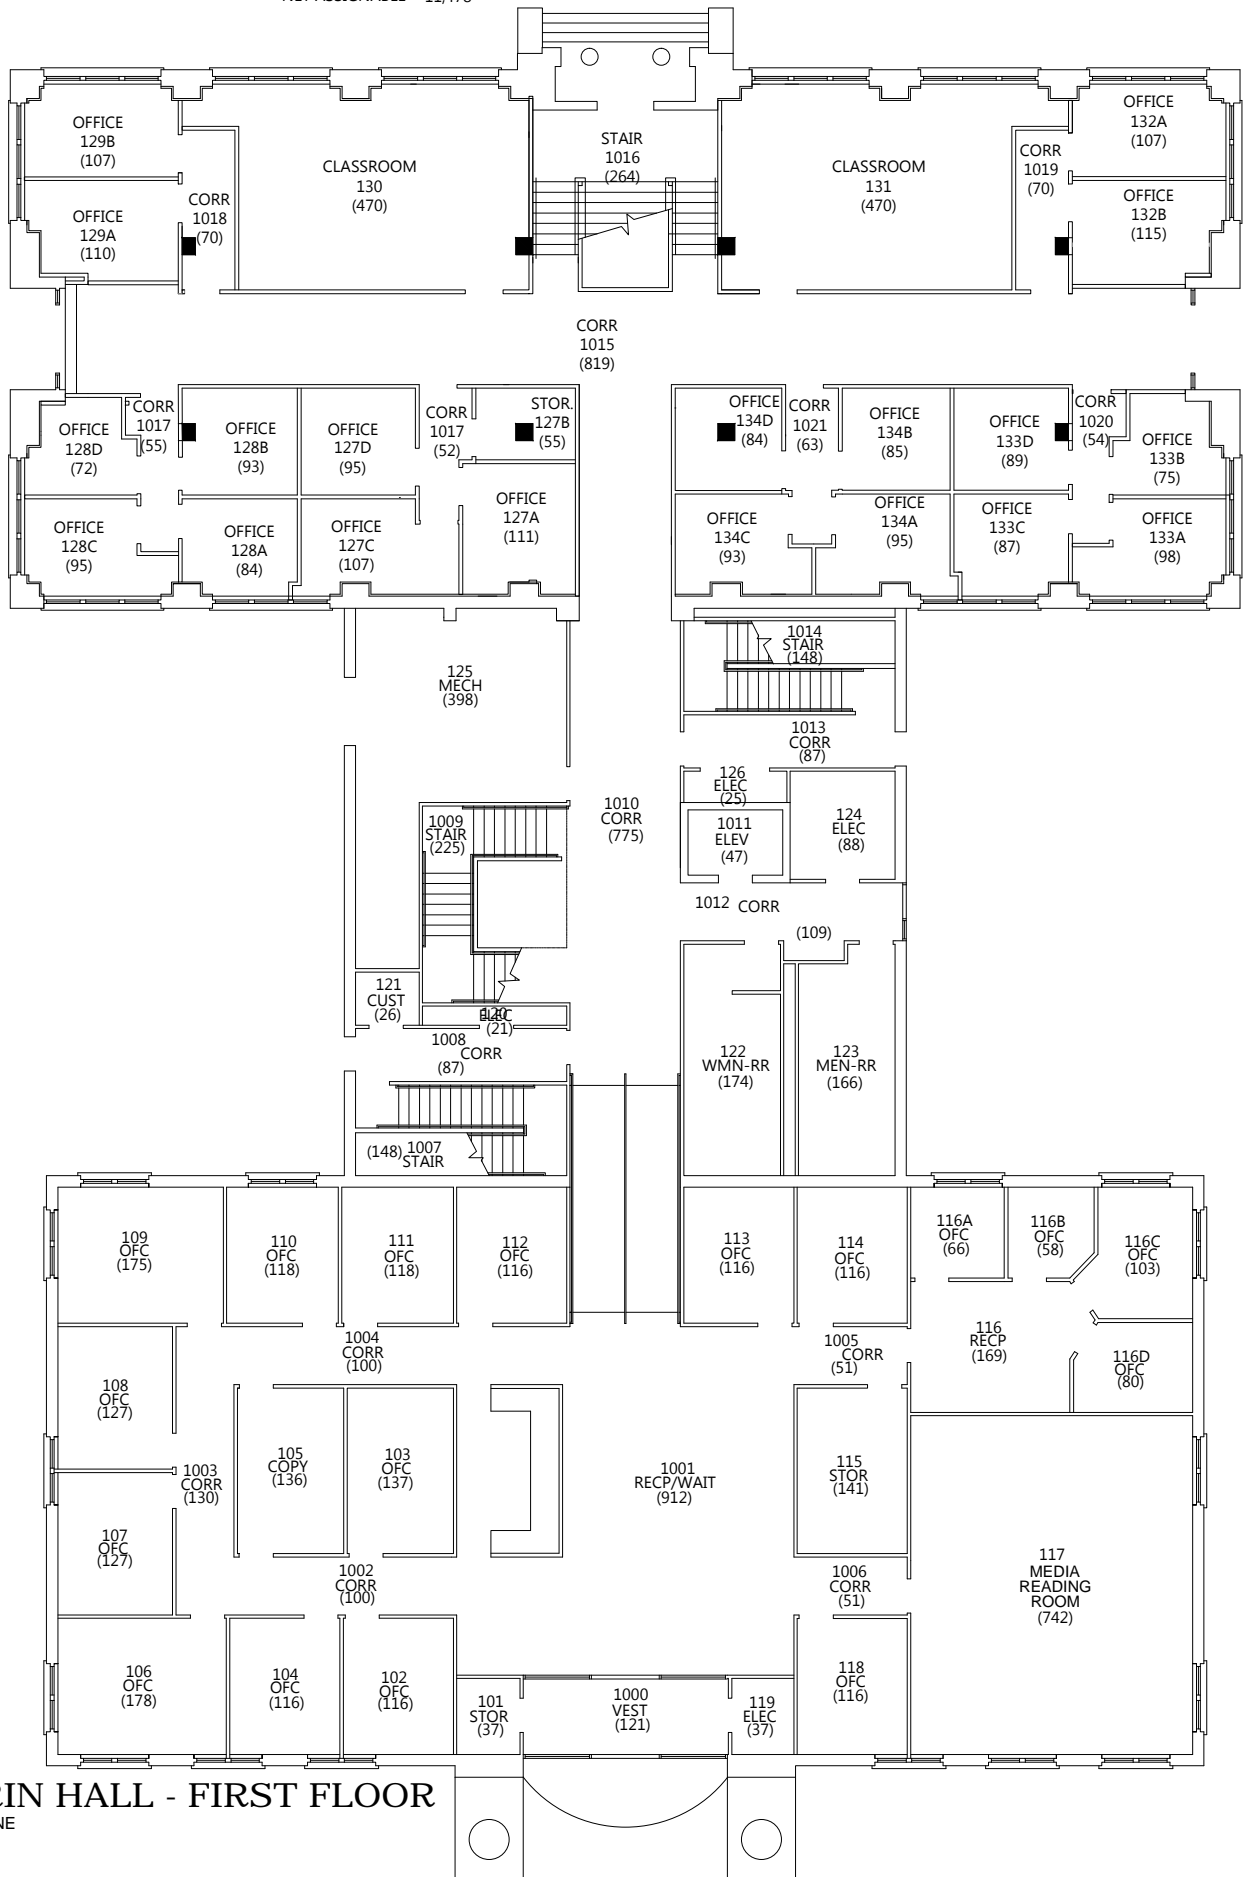 OFFICE
129B
(107)
CLASSROOM
130
(470)
STAIR
1016
(264)
CLASSROOM
131
(470)
OFFICE
132A
(107)
CORR
1019
(70)
CORR
1018
(70)
OFFICE
129A
(110)
OFFICE
132B
(115)
CORR
1015
(819)
OFFICE
128D
(72)
CORR
1017
(55)
OFFICE
128B
(93)
OFFICE
127D
(95)
CORR
1017
(52)
STOR.
127B
(55)
OFFICE
134D
(84)
CORR
1021
(63)
OFFICE
134B
(85)
OFFICE
133D
(89)
CORR
1020
(54)
OFFICE
133B
(75)
OFFICE
128C
(95)
OFFICE
128A
(84)
OFFICE
127C
(107)
OFFICE
127A
(111)
OFFICE
134C
(93)
OFFICE
134A
(95)
OFFICE
133C
(87)
OFFICE
133A
(98)
1014
STAIR
(148)
125
MECH
(398)
1013
CORR
(87)
126
ELEC
(25)
1009
STAIR
(225)
1010
CORR
(775)
1011
ELEV
(47)
124
ELEC
(88)
1012 CORR
(109)
121
CUST
(26)
120
ELEC
(21)
1008
CORR
(87)
122
WMN-RR
(174)
123
MEN-RR
(166)
(148) 1007
STAIR
109
OFC
(175)
110
OFC
(118)
111
OFC
(118)
112
OFC
(116)
113
OFC
(116)
114
OFC
(116)
116A
OFC
(66)
116B
OFC
(58)
116C
OFC
(103)
1004
CORR
(100)
1005
CORR
(51)
116
RECP
(169)
116D
OFC
(80)
108
OFC
(127)
1003
CORR
(130)
105
COPY
(136)
103
OFC
(137)
1001
RECP/WAIT
(912)
115
STOR
(141)
107
OFC
(127)
1002
CORR
(100)
1006
CORR
(51)
117
MEDIA
READING
ROOM
(742)
106
OFC
(178)
104
OFC
(116)
102
OFC
(116)
101
STOR
(37)
1000
VEST
(121)
119
ELEC
(37)
118
OFC
(116)
HALL - FIRST FLOOR